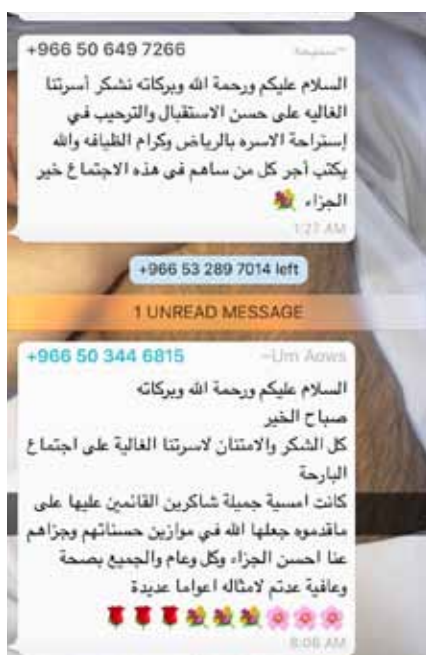 +966 50 649 7266
السلام عليكم ورحمة الله وبركاته نشكر أسرتنا
الغاليه على حسن الاستقبال والترحيب في
إستراحة الاسره بالرياض وكرام الظيافه والله
يكتب أجر كل من ساهم في هذه الاجتماع خير
الجزاء 💐
1:27 AM
+966 53 289 7014 left
1 UNREAD MESSAGE
+966 50 344 6815 ~Um Aows
السلام عليكم ورحمة الله وبركاته
صباح الخير
كل الشكر والامتنان لاسرتنا الغالية على اجتماع
البارحة
كانت امسية جميلة شاكرين القائمين عليها على
ماقدموه جعلها الله في موازين حسناتهم وجزاهم
عنا احسن الجزاء وكل وعام والجميع بصحة
وعافية عدتم لامثاله اعواما عديدة
🌹🌹🌹💐💐💐🌸🌸🌸
8:06 AM